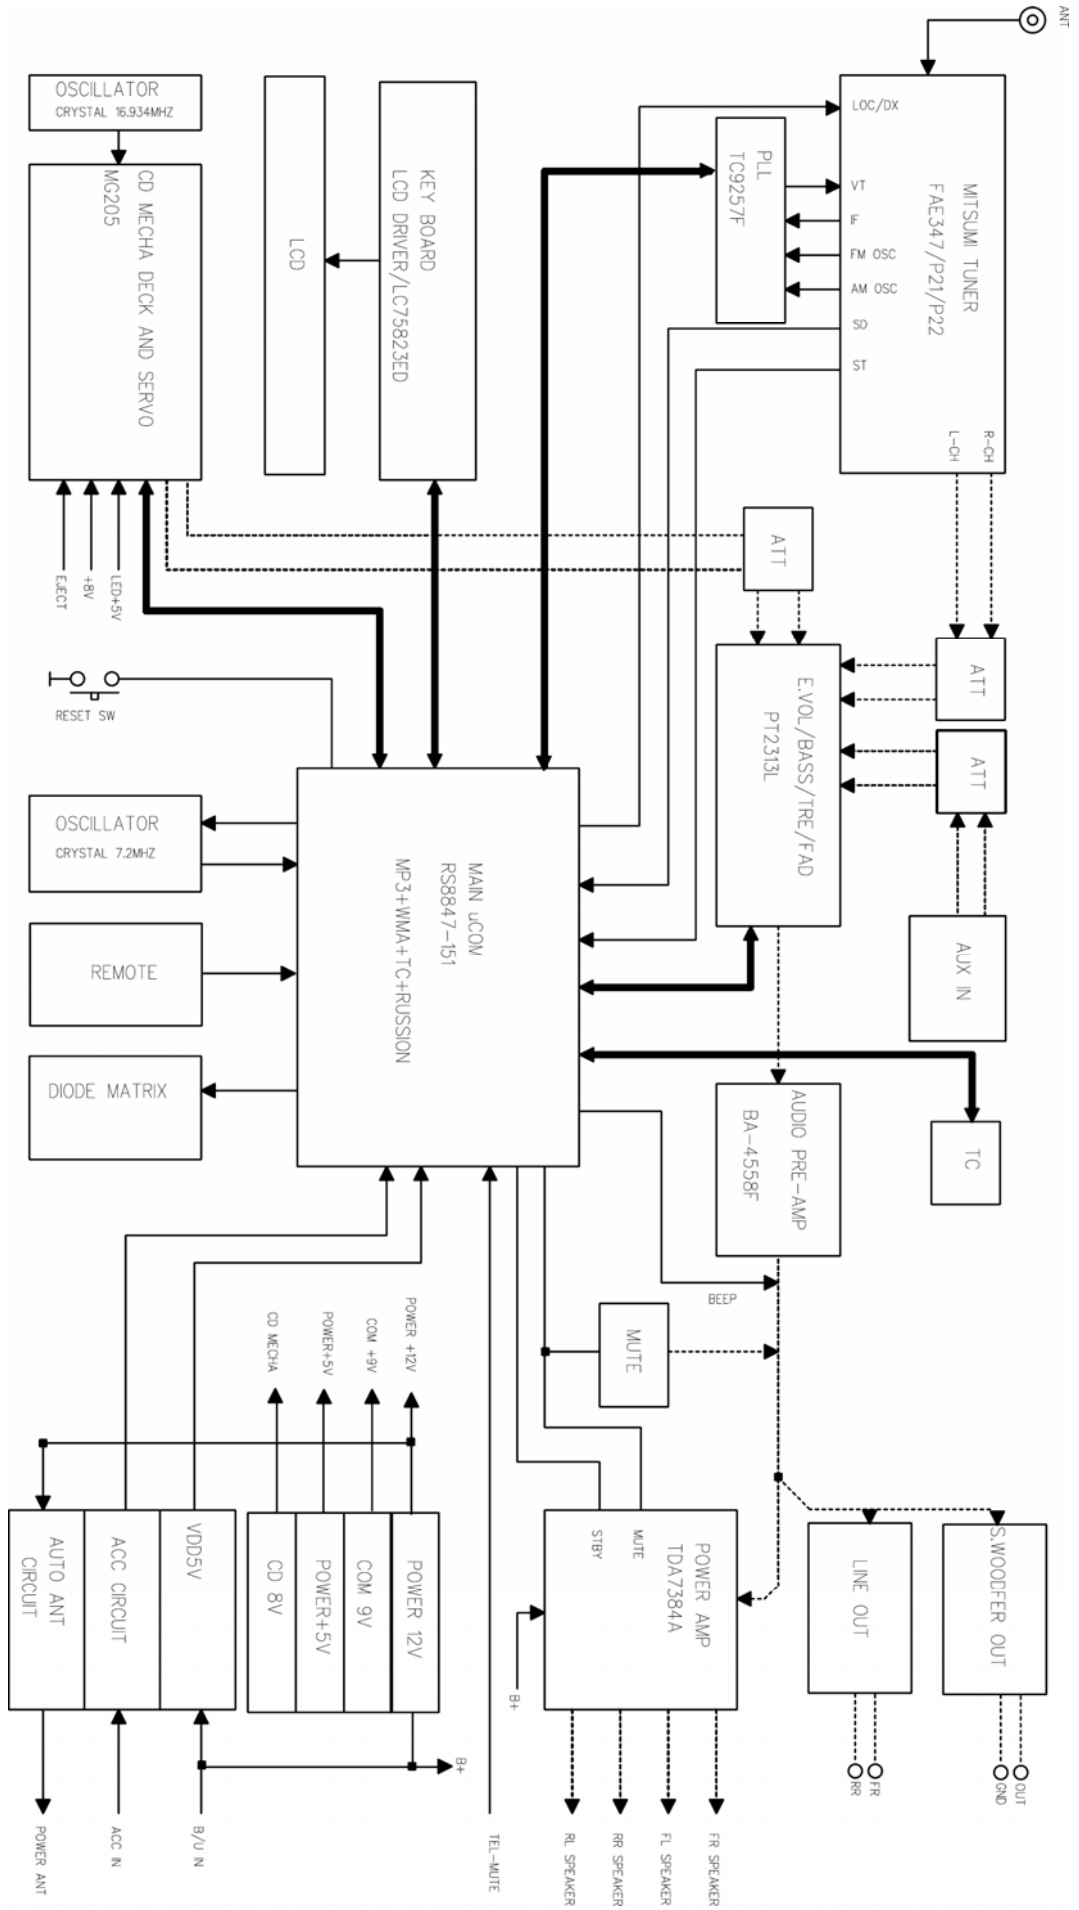 ANT
OSCILLATOR
CRYSTAL 16.934MHZ
CD MECHA DECK AND SERVO
MG205
LCD
KEY BOARD
LCD DRIVER/LC75823ED
PLL
TC9257F
LOC/DX
VT
IF
FM OSC
AM OSC
SD
ST
MITSUMI TUNER
FAE347/P21/P22
R-CH
L-CH
EJECT
+8V
LED+5V
ATT
ATT
ATT
RESET SW
E.VOL/BASS/TRE/FAD
PT2313L
AUX IN
OSCILLATOR
CRYSTAL 7.2MHZ
REMOTE
DIODE MATRIX
MAIN uCOM
RS8847-151
MP3+WMA+TC+RUSSION
TC
AUDIO PRE-AMP
BA-4558F
BEEP
MUTE
CD MECHA
POWER+5V
COM +9V
POWER +12V
AUTO ANT
CIRCUIT
ACC CIRCUIT
VDD5V
CD 8V
POWER+5V
COM 9V
POWER 12V
STBY
MUTE
POWER AMP
TDA7384A
LINE OUT
S.WOODFER OUT
B+
B+
RR
FR
GND
OUT
POWER ANT
ACC IN
B/U IN
TEL-MUTE
RL SPEAKER
RR SPEAKER
FL SPEAKER
FR SPEAKER